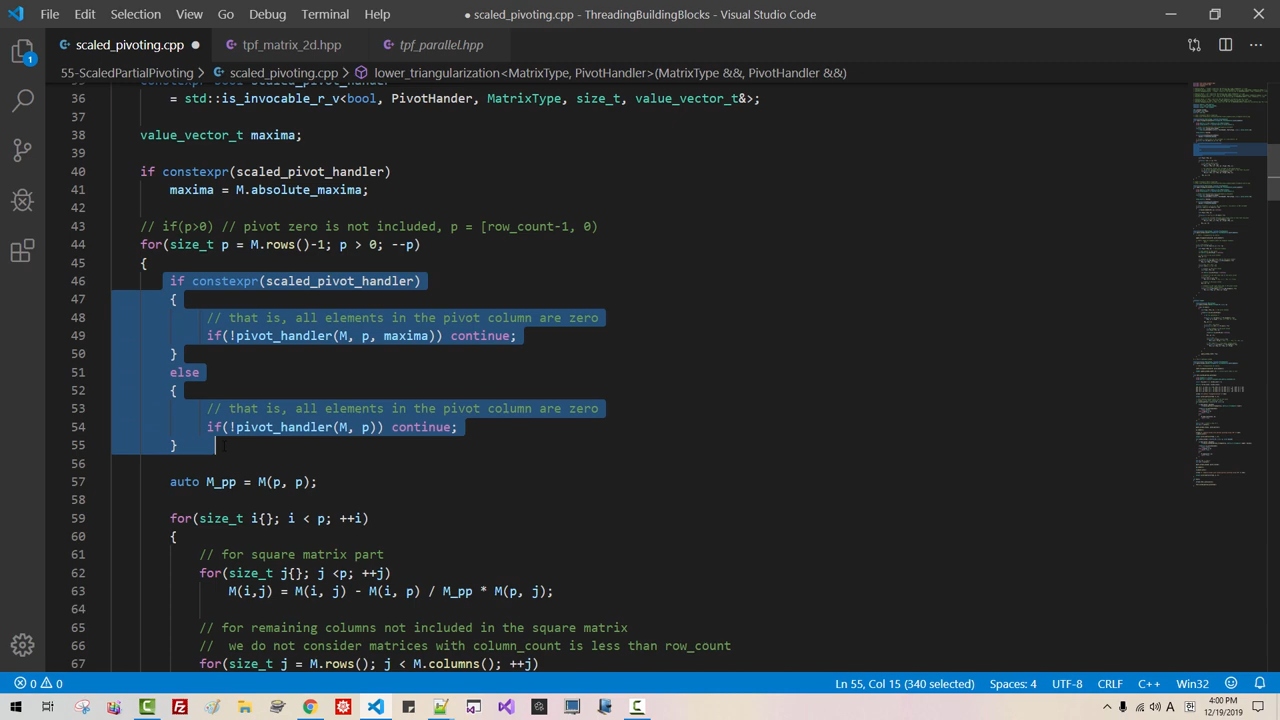 File Edit Selection View Go Debug Terminal Help
● scaled_pivoting.cpp - ThreadingBuildingBlocks - Visual Studio Code
scaled_pivoting.cpp ● tpf_matrix_2d.hpp tpf_parallel.hpp
55-ScaledPartialPivoting > scaled_pivoting.cpp > lower_triangularization<MatrixType, PivotHandler>(MatrixType &&, PivotHandler &&)
36 = std::is_invocable_r_v<bool, PivotHander, MatrixType, size_t, value_vector_t&>;
37
38 value_vector_t maxima;
39
40 if constexpr(scaled_pivot_handler)
41 maxima = M.absolute_maxima;
42
43 // if(p>0) // pivot zero is not included, p = [row_count-1, 0)
44 for(size_t p = M.rows()-1; p > 0; --p)
45 {
46 if constexpr(scaled_pivot_handler)
47 {
48 // that is, all elements in the pivot column are zero
49 if(!pivot_handler(M, p, maxima)) continue;
50 }
51 else
52 {
53 // that is, all elements in the pivot column are zero
54 if(!pivot_handler(M, p)) continue;
55 }
56
57 auto M_pp = M(p, p);
58
59 for(size_t i{}; i < p; ++i)
60 {
61 // for square matrix part
62 for(size_t j{}; j <p; ++j)
63 M(i,j) = M(i, j) - M(i, p) / M_pp * M(p, j);
64
65 // for remaining columns not included in the square matrix
66 // we do not consider matrices with column_count is less than row_count
67 for(size_t j = M.rows(); j < M.columns(); ++j)
1
0 0
Ln 55, Col 15 (340 selected) Spaces: 4 UTF-8 CRLF C++ Win32
4:00 PM
12/19/2019